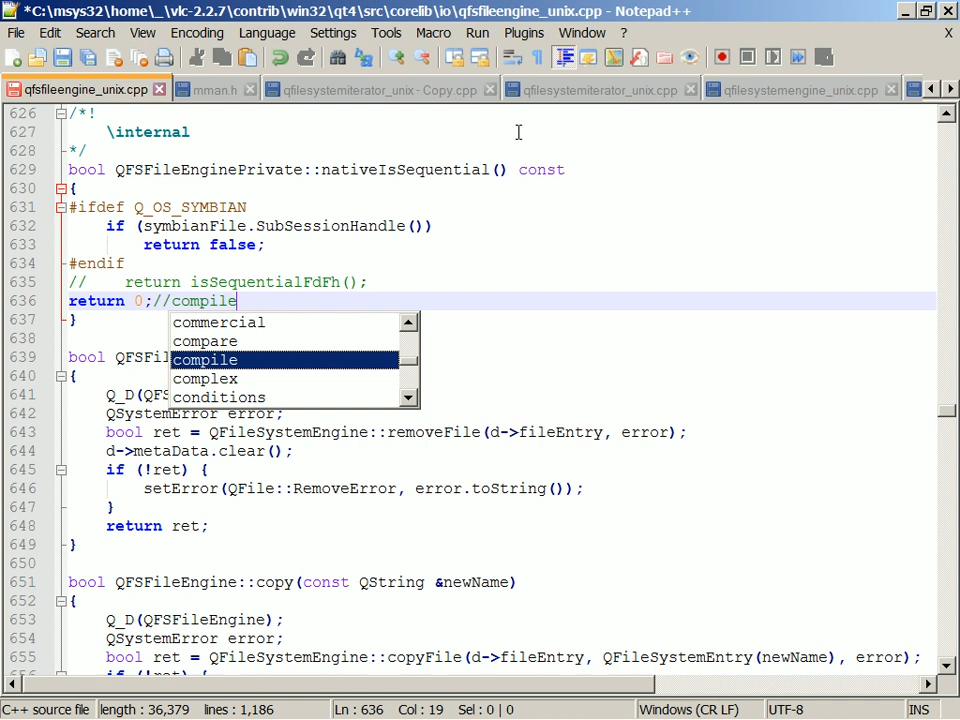 *C:\msys32\home\_\vlc-2.2.7\contrib\win32\qt4\src\corelib\io\qfsfileengine_unix.cpp - Notepad++
File Edit Search View Encoding Language Settings Tools Macro Run Plugins Window ? X
qfsfileengine_unix.cpp mman.h qfilesystemiterator_unix - Copy.cpp qfilesystemiterator_unix.cpp qfilesystemengine_unix.cpp
626 /*!
627 \internal
628 */
629 bool QFSFileEnginePrivate::nativeIsSequential() const
630 {
631 #ifdef Q_OS_SYMBIAN
632 if (symbianFile.SubSessionHandle())
633 return false;
634 #endif
635 // return isSequentialFdFh();
636 return 0;//compile
637 }
commercial
638
compare
639 bool QFSFil
compile
640 {
complex
641 Q_D(QFS
conditions
642 QSystemError error;
643 bool ret = QFileSystemEngine::removeFile(d->fileEntry, error);
644 d->metaData.clear();
645 if (!ret) {
646 setError(QFile::RemoveError, error.toString());
647 }
648 return ret;
649 }
650
651 bool QFSFileEngine::copy(const QString &newName)
652 {
653 Q_D(QFSFileEngine);
654 QSystemError error;
655 bool ret = QFileSystemEngine::copyFile(d->fileEntry, QFileSystemEntry(newName), error);
656 if (!ret) {
C++ source file length : 36,379 lines : 1,186 Ln : 636 Col : 19 Sel : 0 | 0 Windows (CR LF) UTF-8 INS